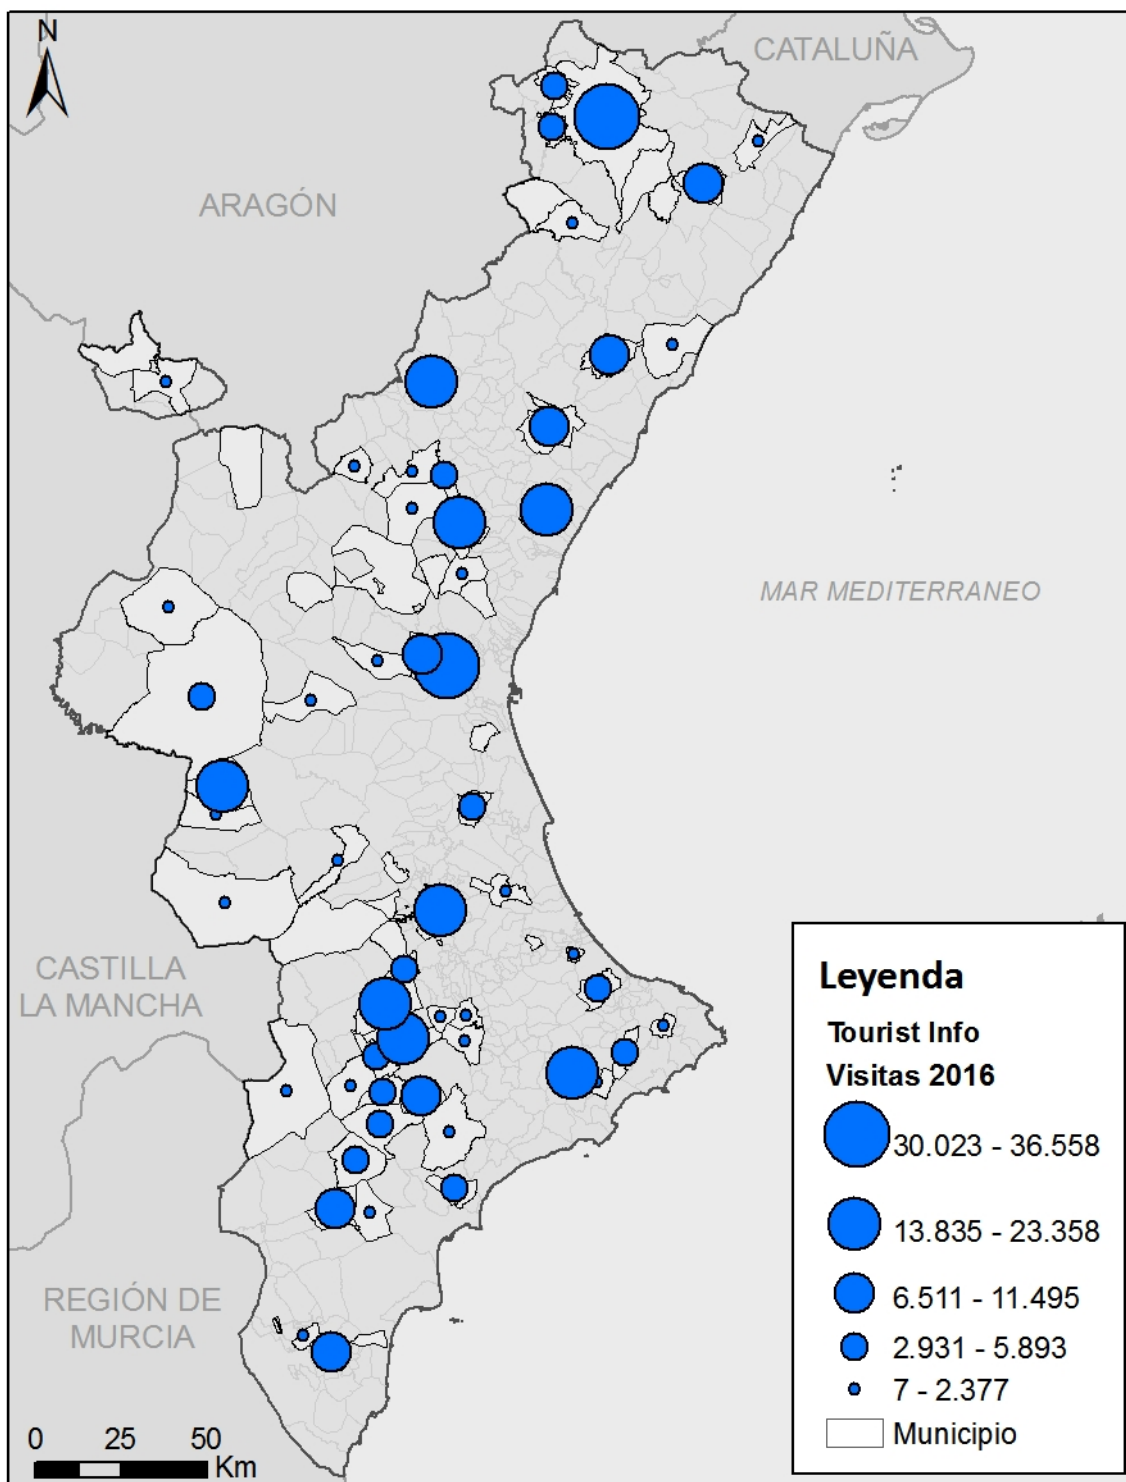 N
CATALUÑA
ARAGÓN
MAR MEDITERRANEO
CASTILLA
LA MANCHA
REGIÓN DE
MURCIA
0 25 50
Km
Leyenda
Tourist Info
Visitas 2016
30.023 - 36.558
13.835 - 23.358
6.511 - 11.495
2.931 - 5.893
7 - 2.377
Municipio